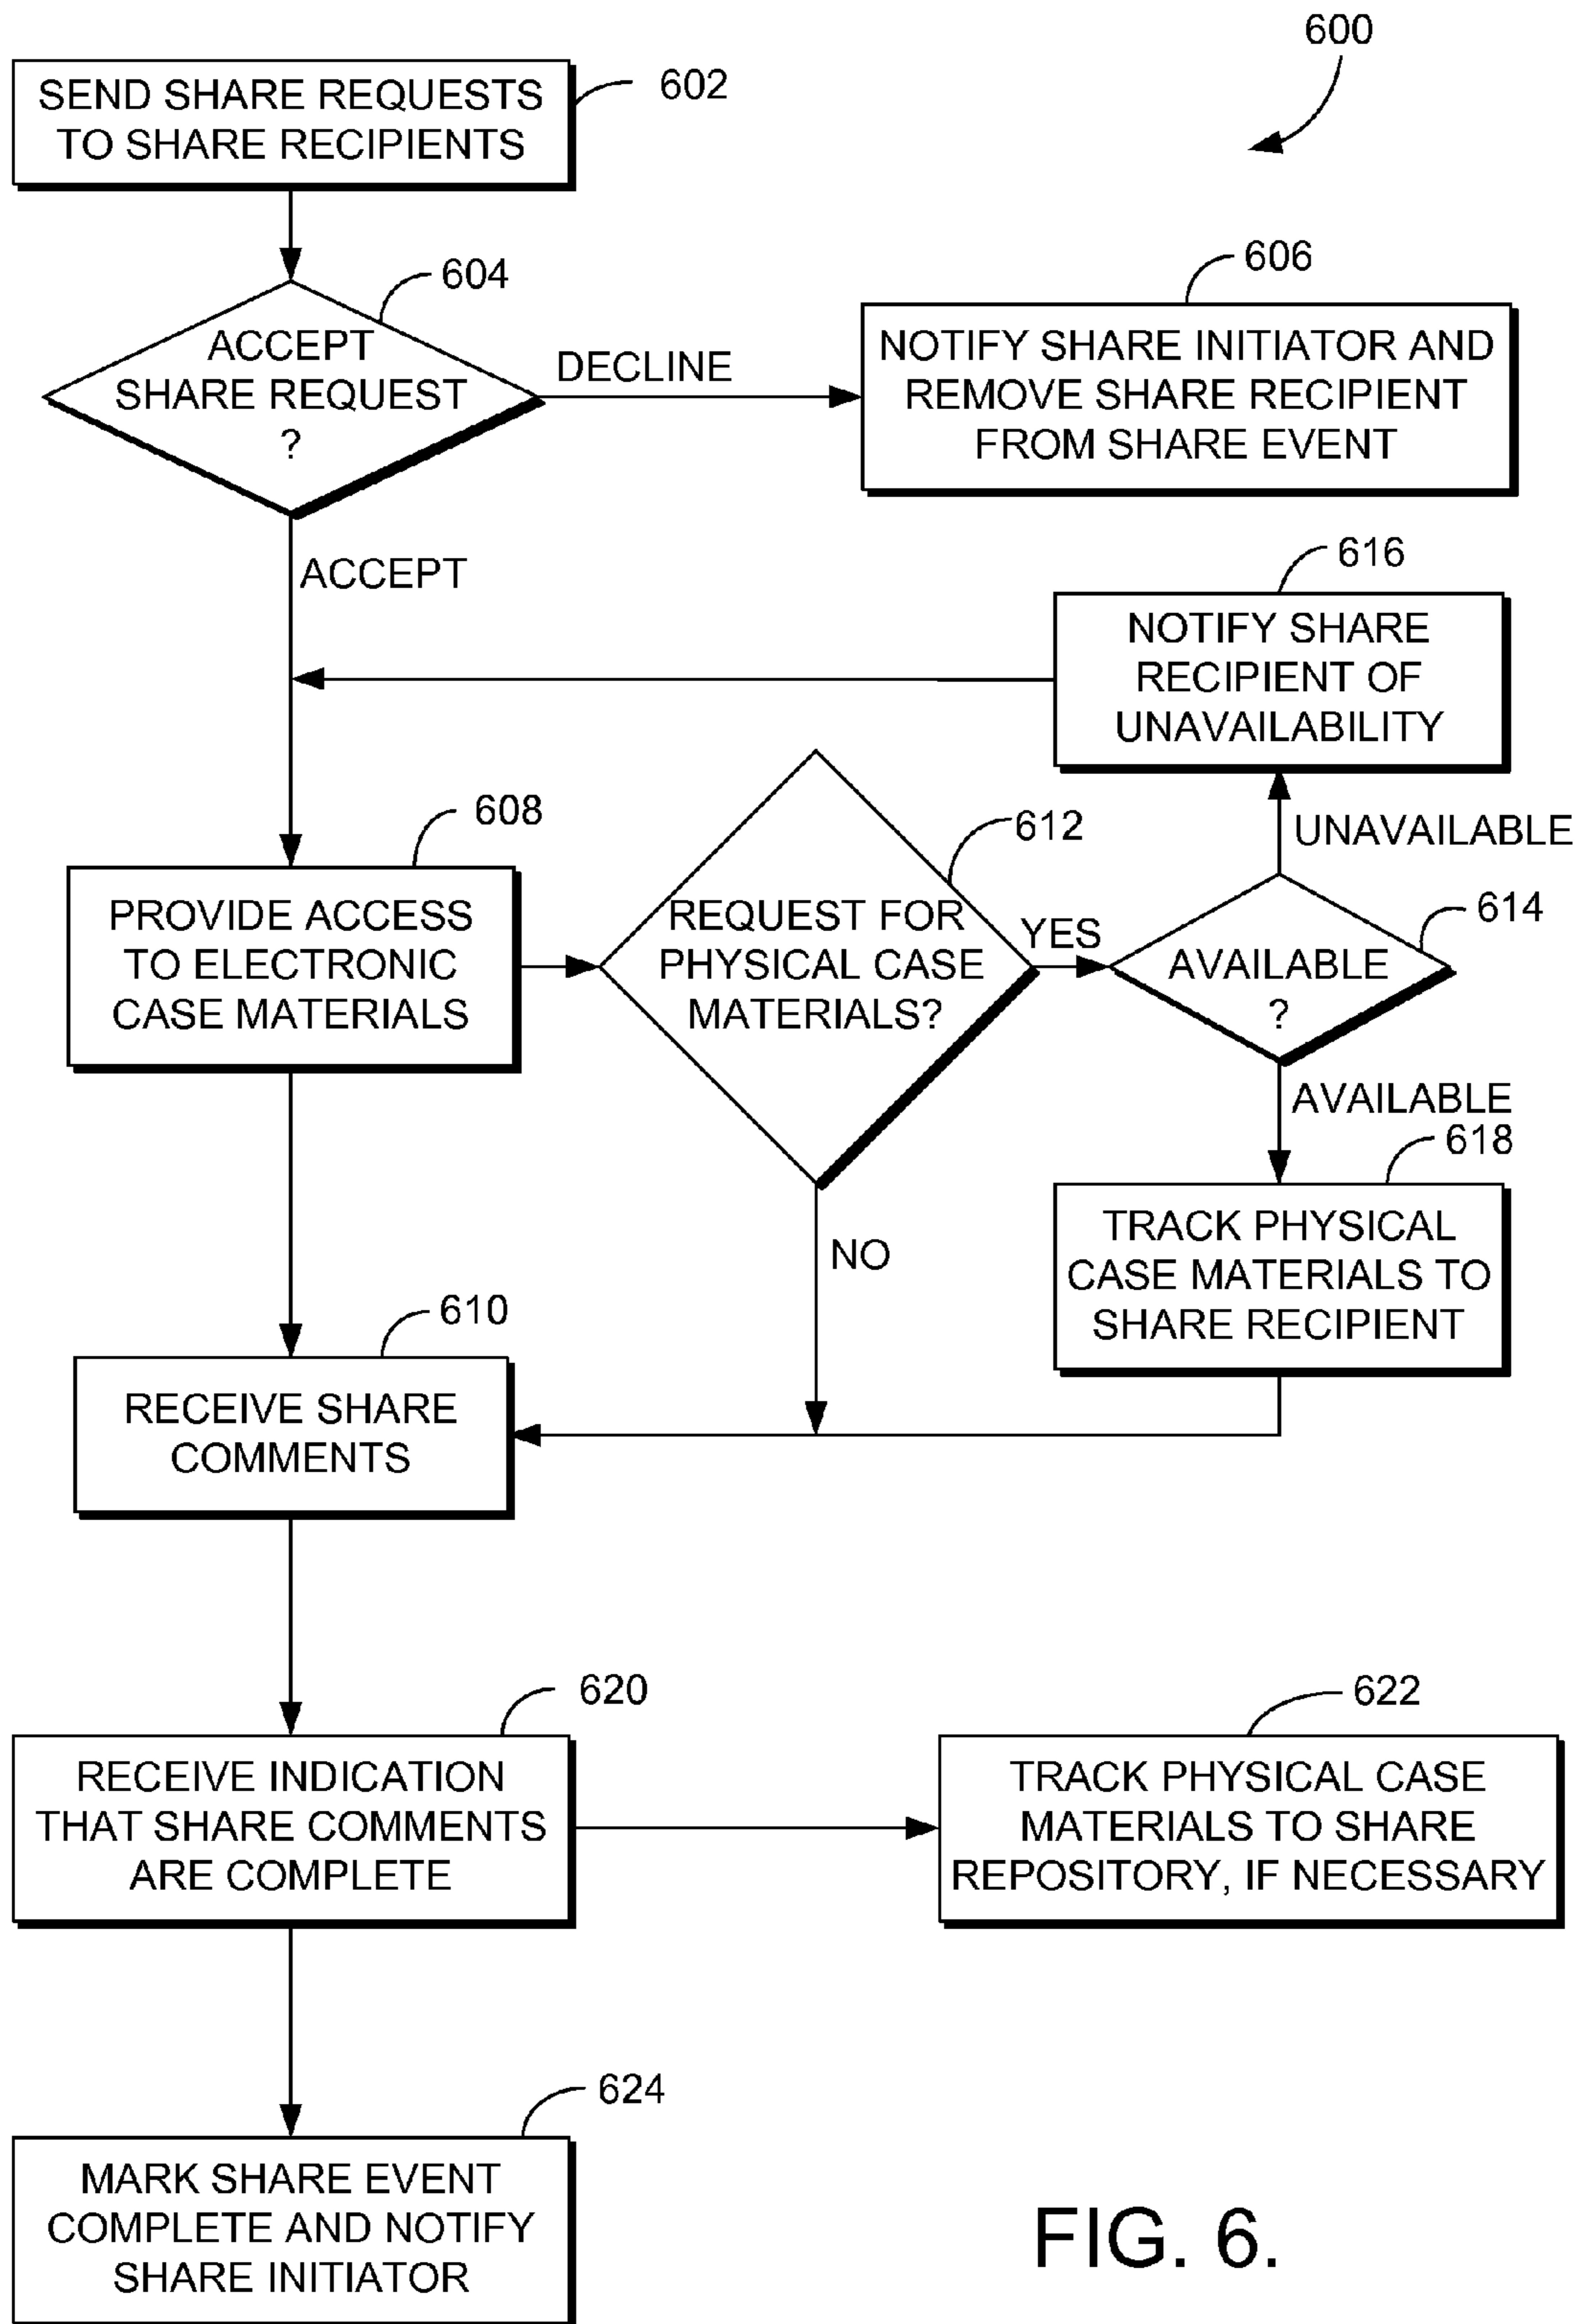 600
SEND SHARE REQUESTS
TO SHARE RECIPIENTS
602
604
ACCEPT
SHARE REQUEST
?
DECLINE
606
NOTIFY SHARE INITIATOR AND
REMOVE SHARE RECIPIENT
FROM SHARE EVENT
ACCEPT
616
NOTIFY SHARE
RECIPIENT OF
UNAVAILABILITY
608
PROVIDE ACCESS
TO ELECTRONIC
CASE MATERIALS
612
REQUEST FOR
PHYSICAL CASE
MATERIALS?
YES
UNAVAILABLE
614
AVAILABLE
?
AVAILABLE
618
TRACK PHYSICAL
CASE MATERIALS TO
SHARE RECIPIENT
NO
610
RECEIVE SHARE
COMMENTS
620
RECEIVE INDICATION
THAT SHARE COMMENTS
ARE COMPLETE
622
TRACK PHYSICAL CASE
MATERIALS TO SHARE
REPOSITORY, IF NECESSARY
624
MARK SHARE EVENT
COMPLETE AND NOTIFY
SHARE INITIATOR
FIG. 6.